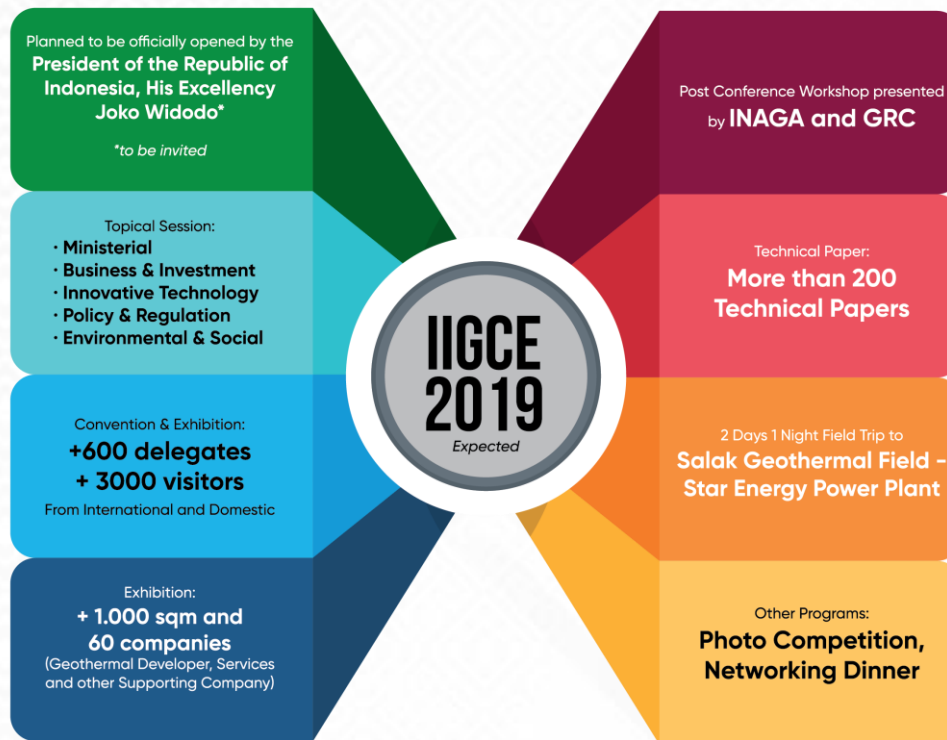 Planned to be officially opened by the
President of the Republic of
Indonesia, His Excellency
Joko Widodo*
*to be invited
Topical Session:
· Ministerial
· Business & Investment
· Innovative Technology
· Policy & Regulation
· Environmental & Social
Convention & Exhibition:
+600 delegates
+ 3000 visitors
From International and Domestic
Exhibition:
+ 1.000 sqm and
60 companies
(Geothermal Developer, Services
and other Supporting Company)
IIGCE
2019
Expected
Post Conference Workshop presented
by INAGA and GRC
Technical Paper:
More than 200
Technical Papers
2 Days 1 Night Field Trip to
Salak Geothermal Field -
Star Energy Power Plant
Other Programs:
Photo Competition,
Networking Dinner